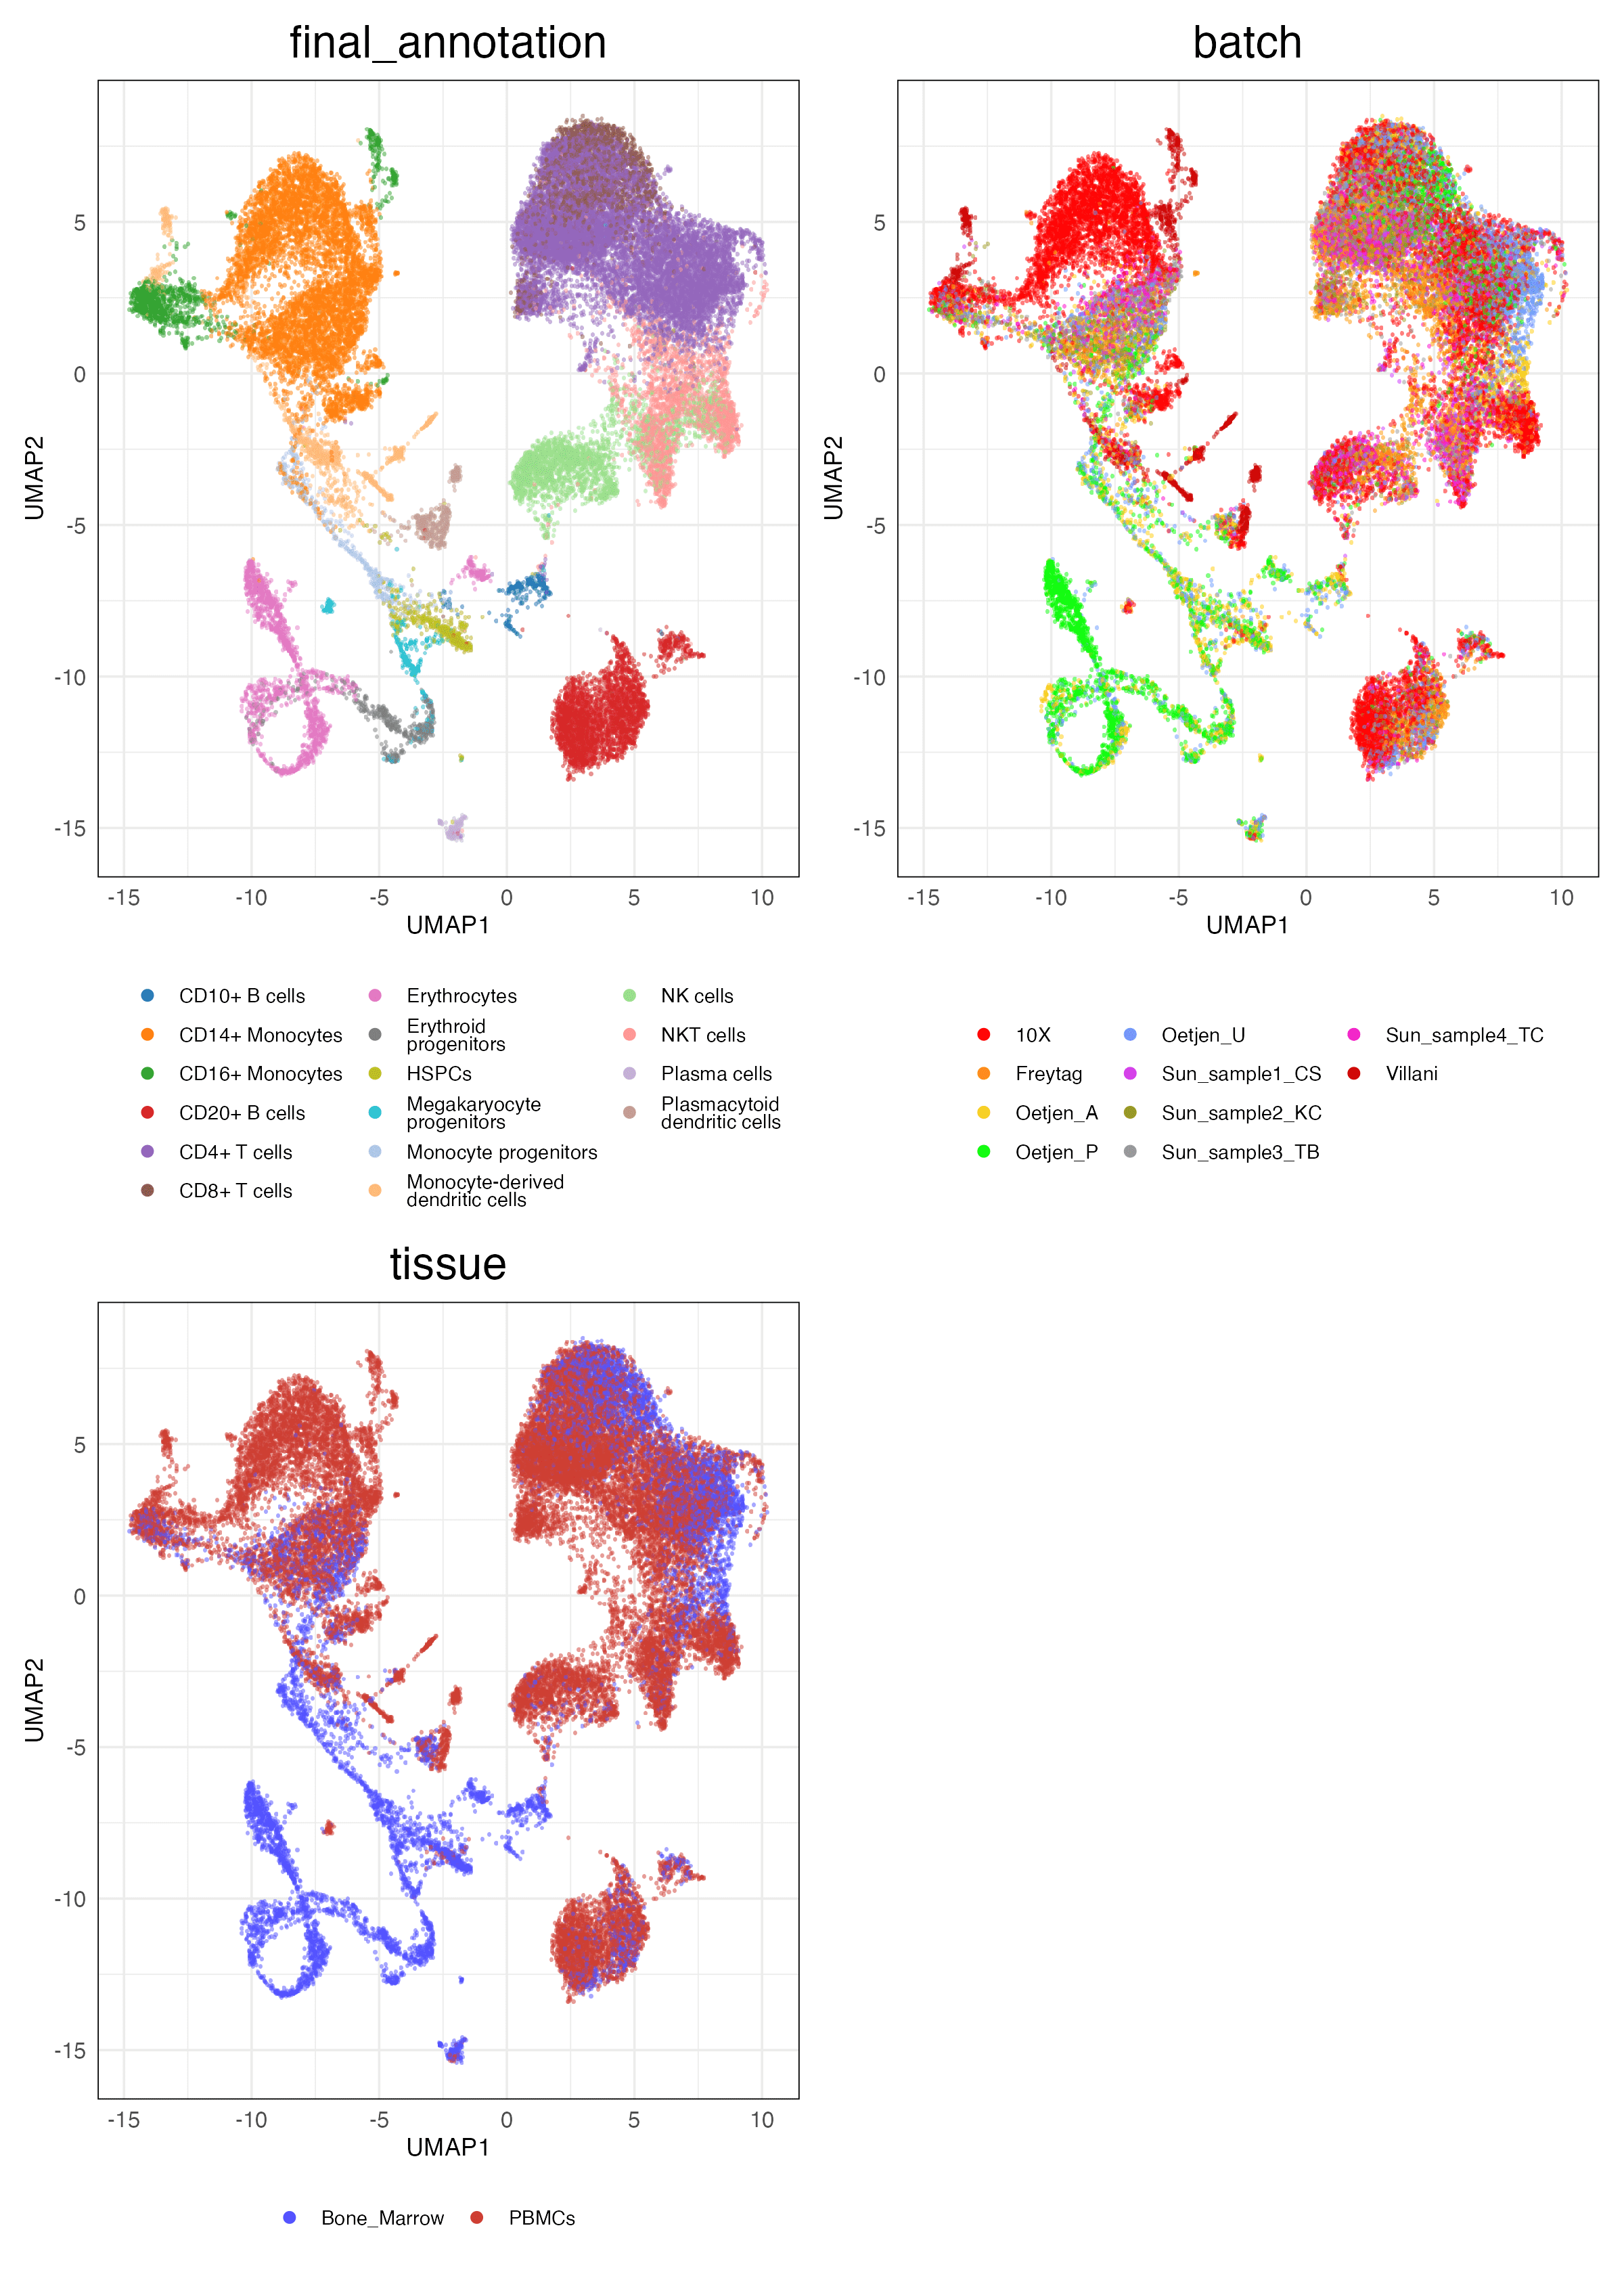 final_annotation
batch
5
0
-5
-10
-15
UMAP2
-15 -10 -5 0 5 10
UMAP1
5
0
-5
-10
-15
UMAP2
-15 -10 -5 0 5 10
UMAP1
CD10+ B cells
CD14+ Monocytes
CD16+ Monocytes
CD20+ B cells
CD4+ T cells
CD8+ T cells
Erythrocytes
Erythroid
progenitors
HSPCs
Megakaryocyte
progenitors
Monocyte progenitors
Monocyte-derived
dendritic cells
NK cells
NKT cells
Plasma cells
Plasmacytoid
dendritic cells
10X
Freytag
Oetjen_A
Oetjen_P
Oetjen_U
Sun_sample1_CS
Sun_sample2_KC
Sun_sample3_TB
Sun_sample4_TC
Villani
tissue
5
0
-5
-10
-15
UMAP2
-15 -10 -5 0 5 10
UMAP1
Bone_Marrow
PBMCs